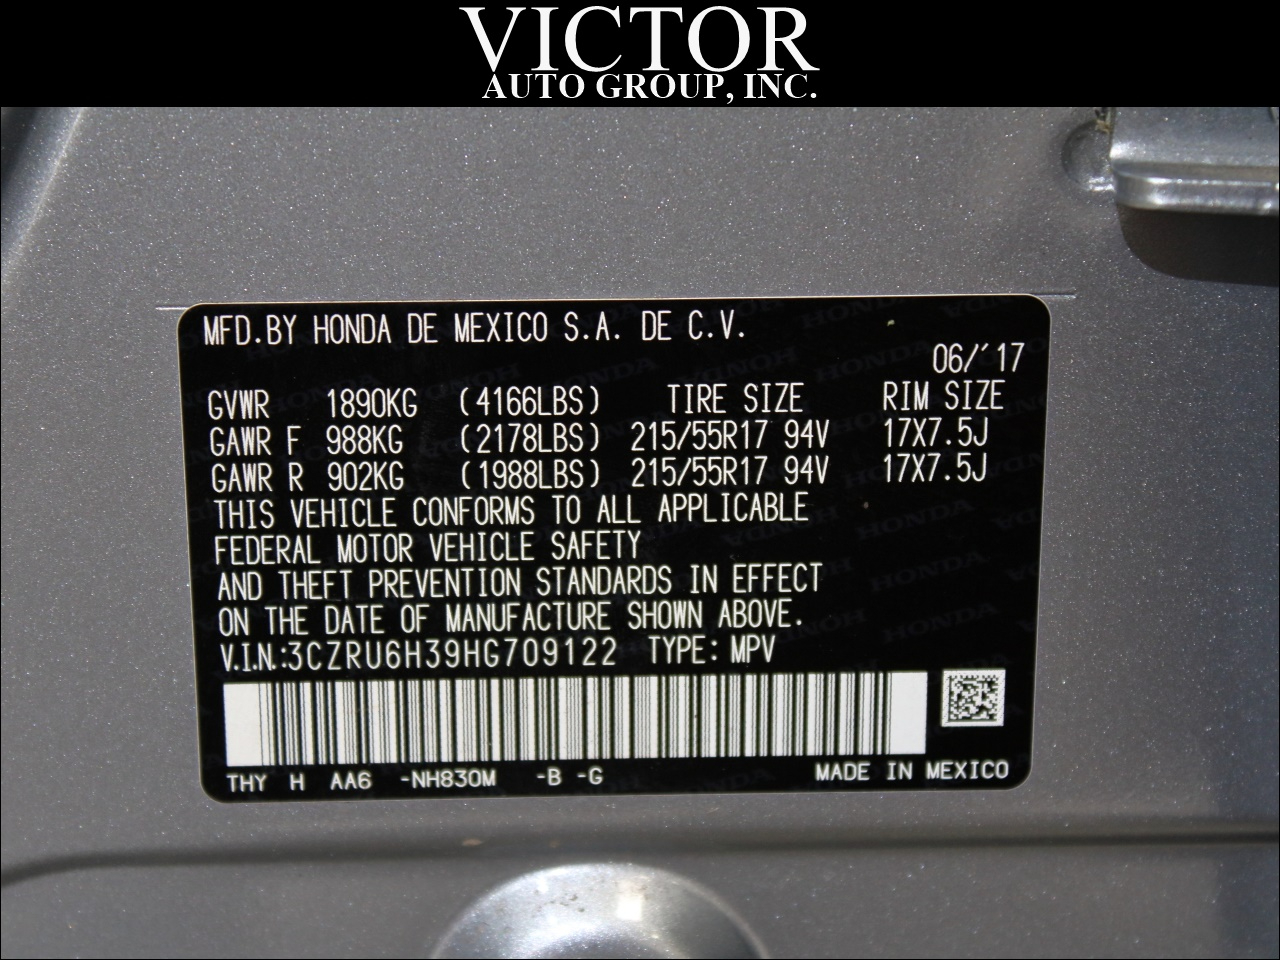 VICTOR
AUTO GROUP, INC.
MFD.BY HONDA DE MEXICO S.A. DE C.V.
06/'17
GVWR 1890KG (4166LBS) TIRE SIZE RIM SIZE
GAWR F 988KG (2178LBS) 215/55R17 94V 17X7.5J
GAWR R 902KG (1988LBS) 215/55R17 94V 17X7.5J
THIS VEHICLE CONFORMS TO ALL APPLICABLE
FEDERAL MOTOR VEHICLE SAFETY
AND THEFT PREVENTION STANDARDS IN EFFECT
ON THE DATE OF MANUFACTURE SHOWN ABOVE.
V.I.N.:3CZRU6H39HG709122 TYPE: MPV
THY H AA6 -NH830M -B -G MADE IN MEXICO